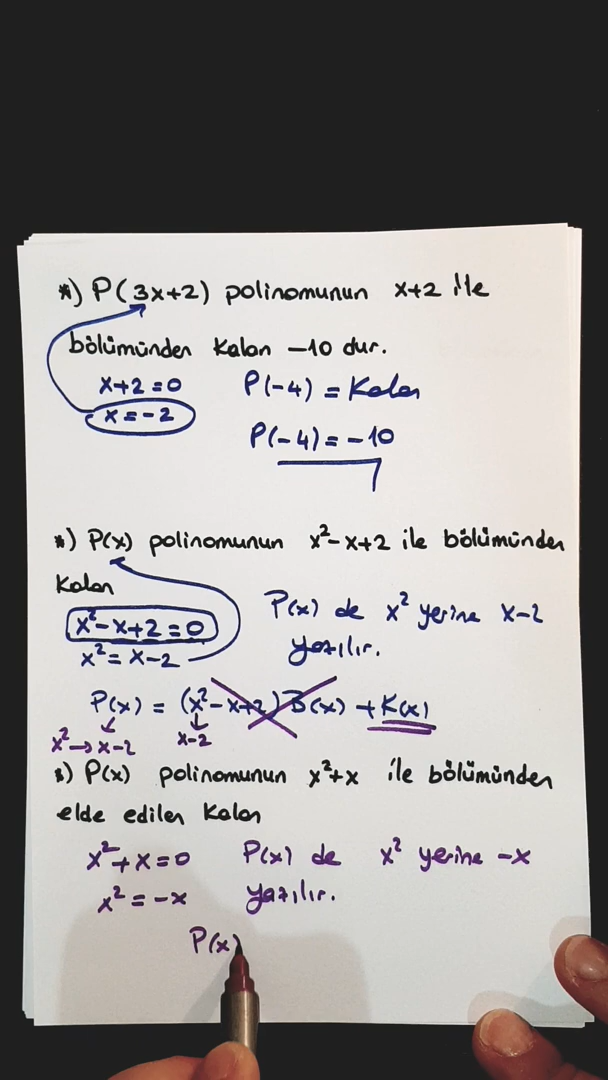 *) P(3x+2) polinomunun x+2 ile
bölümünden kalan -10 dur.
x+2=0 P(-4) = Kalan
x=-2
P(-4)=-10
*) P(x) polinomunun x²-x+2 ile bölümünden
Kalan
x²-x+2=0 P(x) de x² yerine x-2
x²=x-2 yazılır.
P(x) = (x²-x+2)B(x) + K(x)
x²→x-2 x-2
*) P(x) polinomunun x²+x ile bölümünden
elde edilen kalan
x²+x=0 P(x) de x² yerine -x
x²=-x yazılır.
P(x)